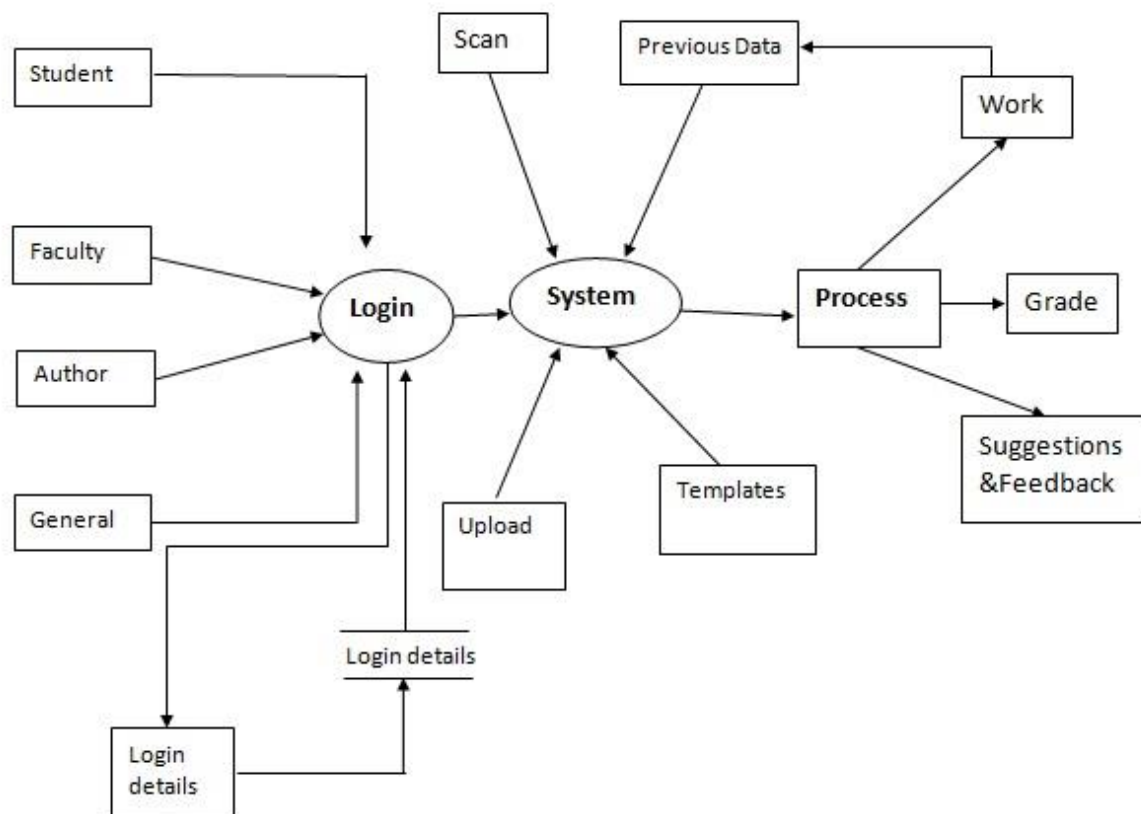 Scan
Previous Data
Student
Work
Faculty
Login
System
Process
Grade
Author
Suggestions
&Feedback
Templates
General
Upload
Login details
Login
details